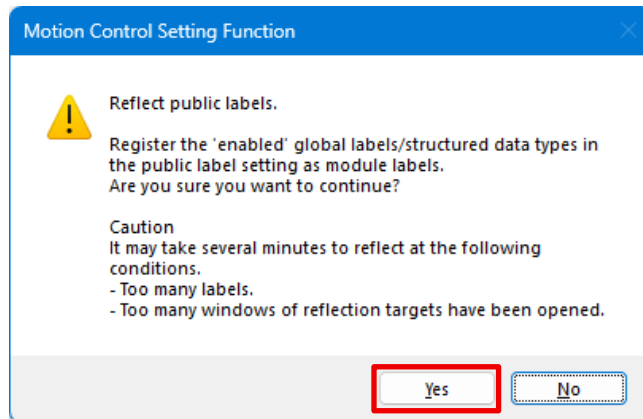 Motion Control Setting Function
Reflect public labels.
Register the 'enabled' global labels/structured data types in
the public label setting as module labels.
Are you sure you want to continue?
Caution
It may take several minutes to reflect at the following
conditions.
- Too many labels.
- Too many windows of reflection targets have been opened.
Yes
No